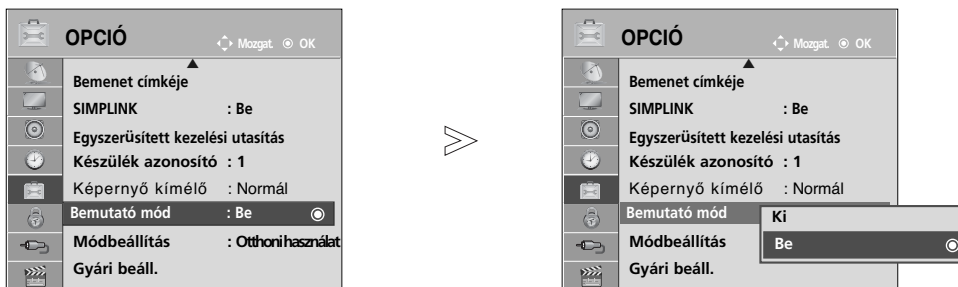 OPCIÓ Mozgat. OK
Bemenet címkéje
SIMPLINK : Be
Egyszerűsített kezelési utasítás
Készülék azonosító : 1
Képernyő kímélő : Normál
Bemutató mód : Be
Módbeállítás : Otthoni használat
Gyári beáll.
OPCIÓ Mozgat. OK
Bemenet címkéje
SIMPLINK : Be
Egyszerűsített kezelési utasítás
Készülék azonosító : 1
Képernyő kímélő : Normál
Bemutató mód
Ki
Módbeállítás
Be
Gyári beáll.